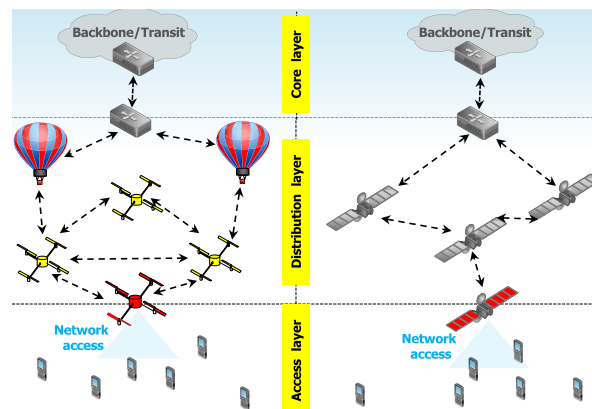 Backbone/Transit
Core layer
Backbone/Transit
Distribution layer
Network
access
Access layer
Network
access